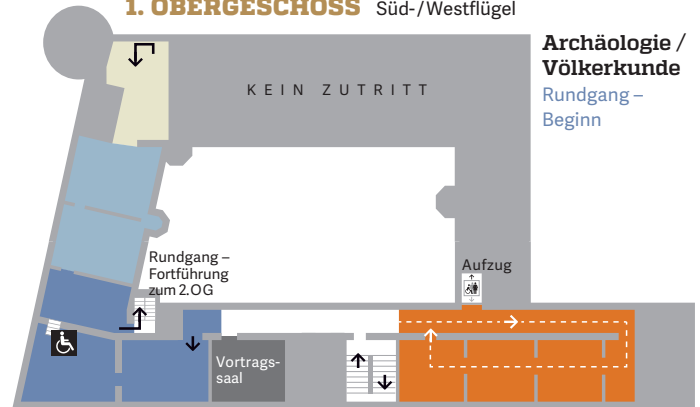 1. OBERGESCHOSS Süd-/Westflügel
Archäologie /
Völkerkunde
Rundgang –
Beginn
KEIN ZUTRITT
Rundgang –
Fortführung
zum 2.OG
Aufzug
Vortrags-
saal